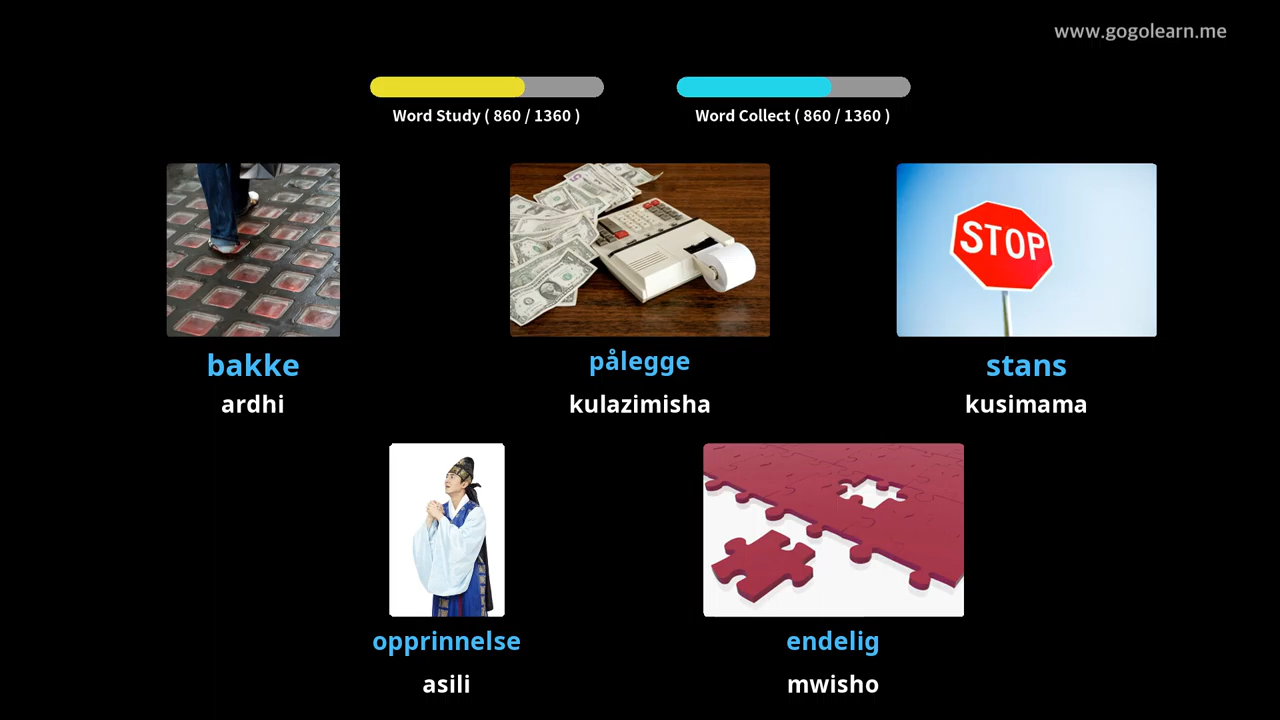 www.gogolearn.me
Word Study ( 860 / 1360 )
Word Collect ( 860 / 1360 )
STOP
bakke
pålegge
stans
ardhi
kulazimisha
kusimama
opprinnelse
endelig
asili
mwisho